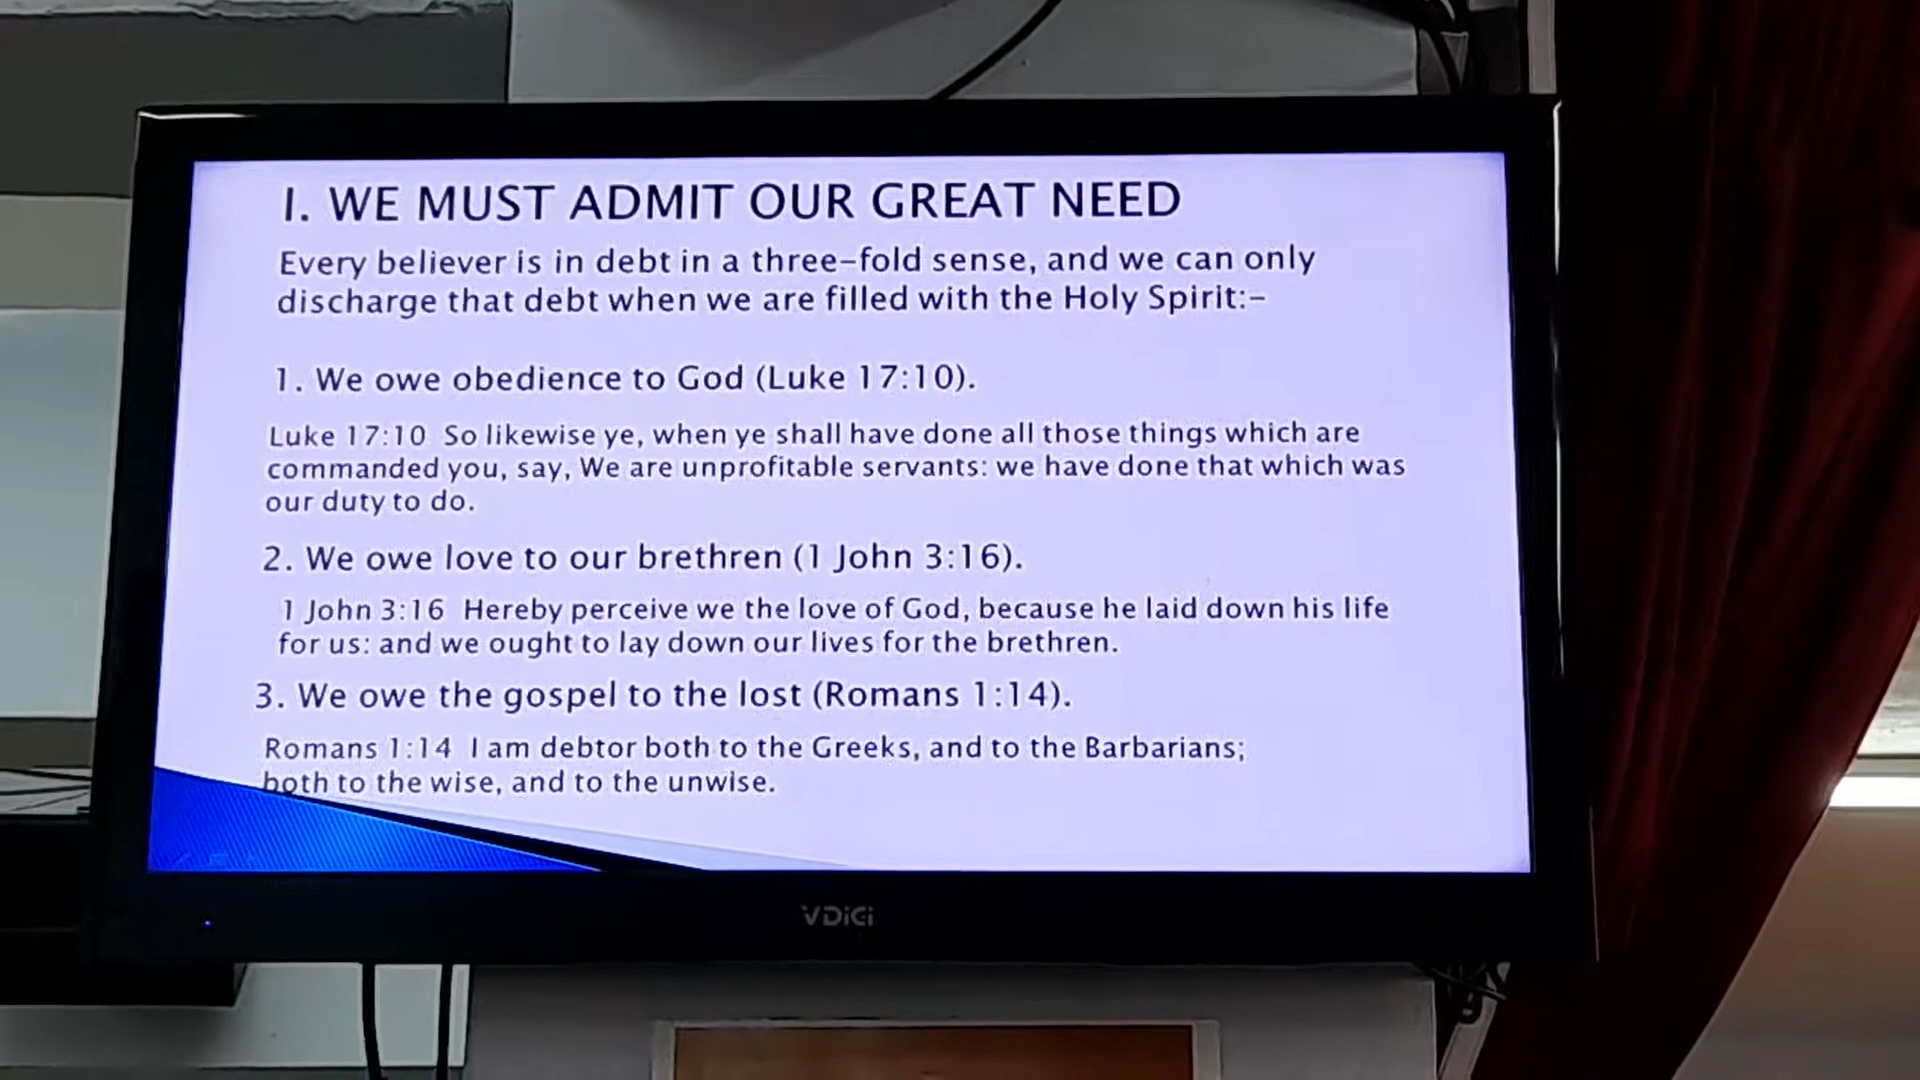 I. WE MUST ADMIT OUR GREAT NEED
Every believer is in debt in a three-fold sense, and we can only
discharge that debt when we are filled with the Holy Spirit:-
1. We owe obedience to God (Luke 17:10).
Luke 17:10 So likewise ye, when ye shall have done all those things which are
commanded you, say, We are unprofitable servants: we have done that which was
our duty to do.
2. We owe love to our brethren (1 John 3:16).
1 John 3:16 Hereby perceive we the love of God, because he laid down his life
for us: and we ought to lay down our lives for the brethren.
3. We owe the gospel to the lost (Romans 1:14).
Romans 1:14 I am debtor both to the Greeks, and to the Barbarians;
both to the wise, and to the unwise.
VDiGi